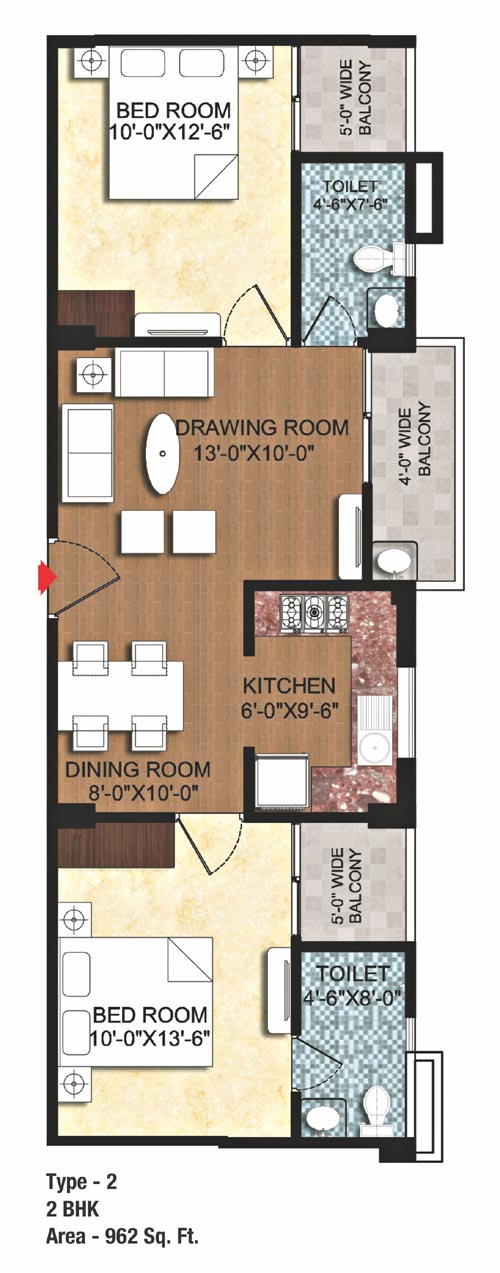 BED ROOM
10'-0"X12'-6"
5'-0" WIDE
BALCONY
TOILET
4'-6"X7'-6"
DRAWING ROOM
13'-0"X10'-0"
4'-0" WIDE
BALCONY
KITCHEN
6'-0"X9'-6"
DINING ROOM
8'-0"X10'-0"
5'-0" WIDE
BALCONY
TOILET
4'-6"X8'-0"
BED ROOM
10'-0"X13'-6"
Type - 2
2 BHK
Area - 962 Sq. Ft.